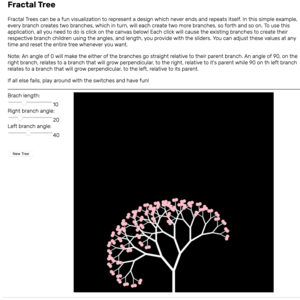 Fractal Tree
Fractal Trees can be a fun visualization to represent a design which never ends and repeats itself. In this simple example,
every branch creates two branches, which in turn, will each create two more branches, so forth and so on. To use this
application, all you need to do is click on the canvas below! Each click will cause the existing branches to create their
respective branch children using the angles, and length, you provide with the sliders. You can adjust these values at any
time and reset the entire tree whenever you want.
Note: An angle of 0 will make the either of the branches go straight relative to their parent branch. An angle of 90, on the
right branch, relates to a branch that will grow perpendicular, to the right, relative to it's parent while 90 on th left branch
relates to a branch that will grow perpendicular, to the left, relative to its parent.
If all else fails, play around with the switches and have fun!
Brach length:
10
Right branch angle:
20
Left branch angle:
40
New Tree